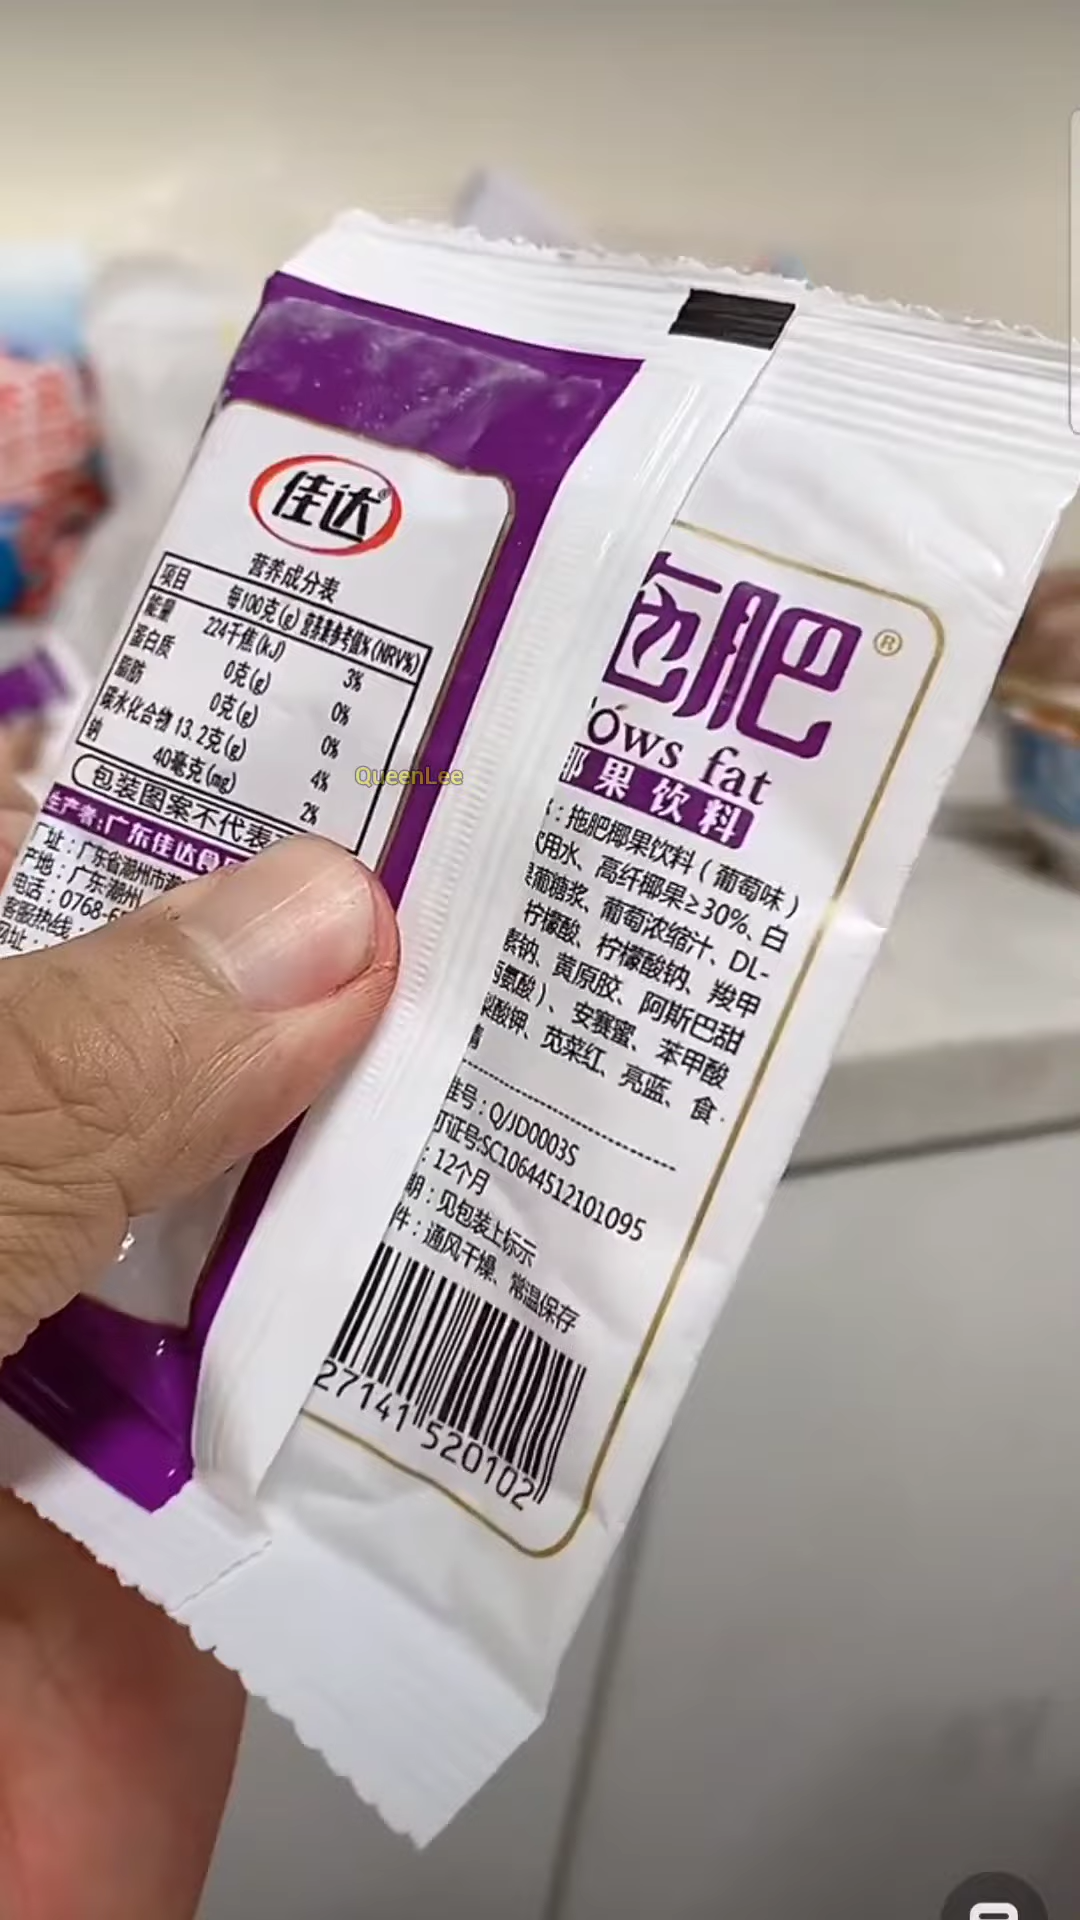 佳达®
营养成分表
项目 每100克(g) 营养素参考值%(NRV%)
能量 224千焦(kJ) 3%
蛋白质 0克(g) 0%
脂肪 0克(g) 0%
碳水化合物 13.2克(g) 4%
钠 40毫克(mg) 2%
包装图案不代表
生产者:广东佳达食
厂址:广东省潮州市
产地:广东·潮州
电话:0768-6
客服热线:
网址:
QueenLee
拖肥®
ows fat
椰果饮料
:拖肥椰果饮料(葡萄味)
用水、高纤椰果≥30%、白
葡糖浆、葡萄浓缩汁、DL-
柠檬酸、柠檬酸钠、羧甲
素钠、黄原胶、阿斯巴甜
丙氨酸)、安赛蜜、苯甲酸
梨酸钾、苋菜红、亮蓝、食
精
准号:Q/JD0003S
可证号:SC10644512101095
:12个月
期:见包装上标示
件:通风干燥、常温保存
27141 520102